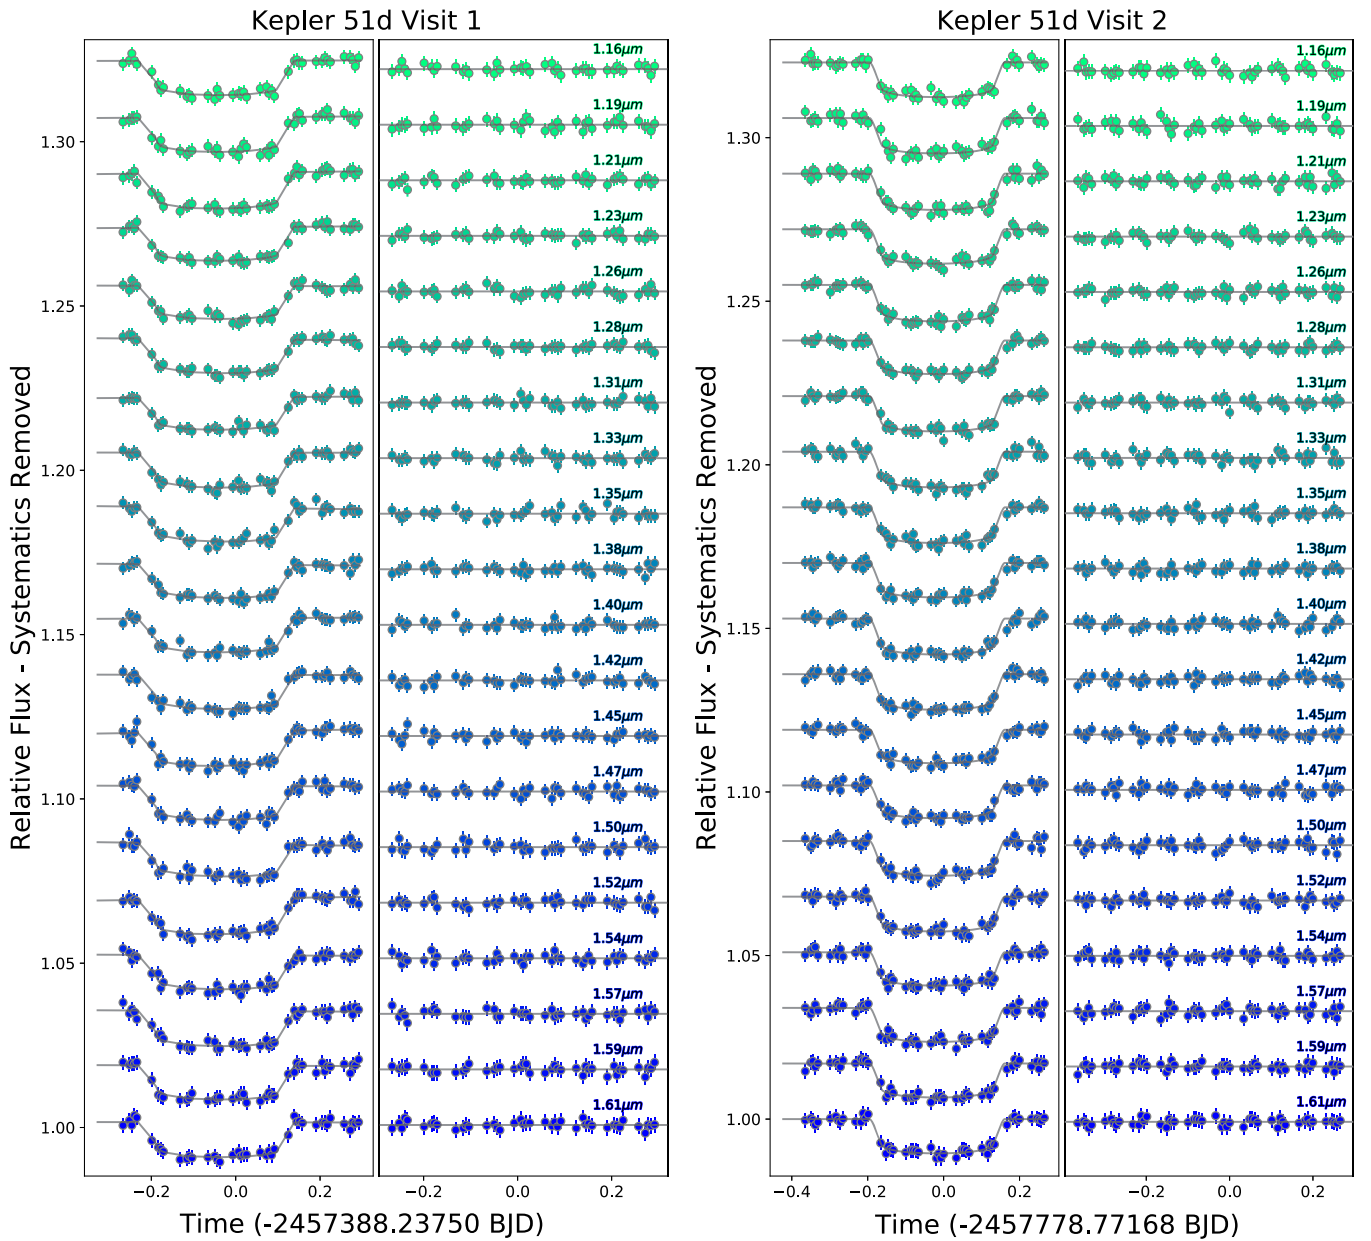 Kepler 51d Visit 1
Relative Flux - Systematics Removed
1.30
1.25
1.20
1.15
1.10
1.05
1.00
1.16μm
1.19μm
1.21μm
1.23μm
1.26μm
1.28μm
1.31μm
1.33μm
1.35μm
1.38μm
1.40μm
1.42μm
1.45μm
1.47μm
1.50μm
1.52μm
1.54μm
1.57μm
1.59μm
1.61μm
−0.2 0.0 0.2 −0.2 0.0 0.2
Time (-2457388.23750 BJD)
Kepler 51d Visit 2
Relative Flux - Systematics Removed
1.30
1.25
1.20
1.15
1.10
1.05
1.00
1.16μm
1.19μm
1.21μm
1.23μm
1.26μm
1.28μm
1.31μm
1.33μm
1.35μm
1.38μm
1.40μm
1.42μm
1.45μm
1.47μm
1.50μm
1.52μm
1.54μm
1.57μm
1.59μm
1.61μm
−0.4 −0.2 0.0 0.2 −0.2 0.0 0.2
Time (-2457778.77168 BJD)